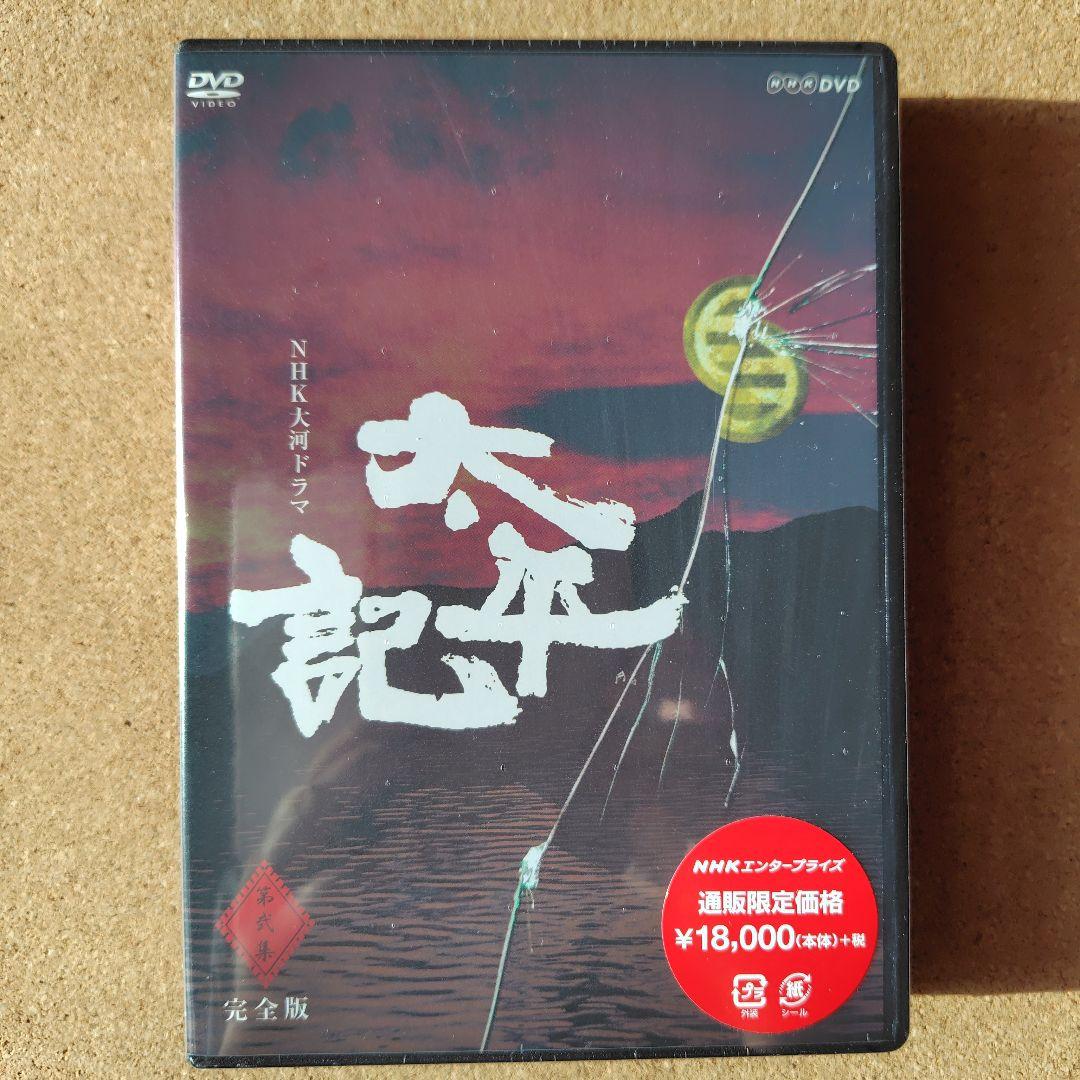 DVD
VIDEO
NHK DVD
NHK大河ドラマ
太平記
第弐集
完全版
NHKエンタープライズ
通販限定価格
¥18,000(本体)+税
プラ
外装
紙
シール